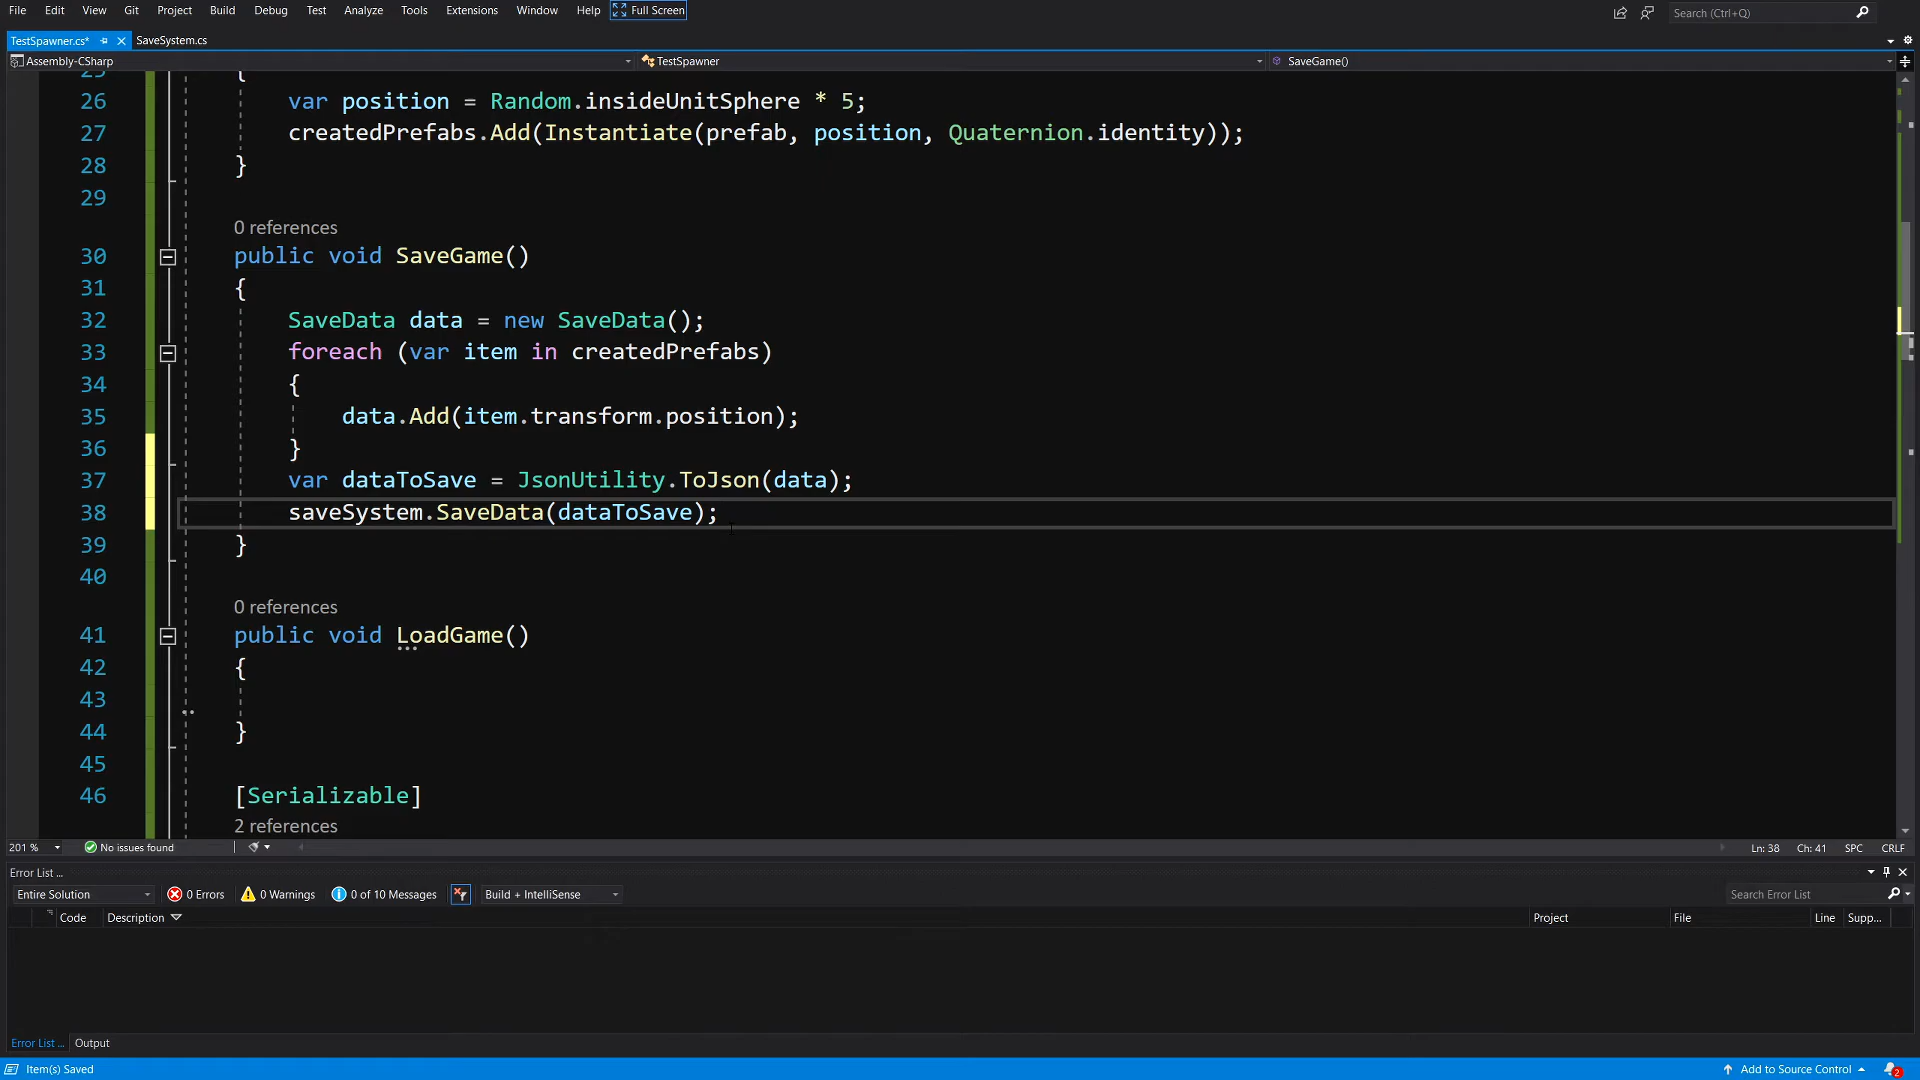 File Edit View Git Project Build Debug Test Analyze Tools Extensions Window Help Full Screen Search (Ctrl+Q)
TestSpawner.cs* SaveSystem.cs
Assembly-CSharp TestSpawner SaveGame()
25 {
26 var position = Random.insideUnitSphere * 5;
27 createdPrefabs.Add(Instantiate(prefab, position, Quaternion.identity));
28 }
29
0 references
30 public void SaveGame()
31 {
32 SaveData data = new SaveData();
33 foreach (var item in createdPrefabs)
34 {
35 data.Add(item.transform.position);
36 }
37 var dataToSave = JsonUtility.ToJson(data);
38 saveSystem.SaveData(dataToSave);
39 }
40
0 references
41 public void LoadGame()
42 {
43
44 }
45
46 [Serializable]
2 references
201 % No issues found Ln: 38 Ch: 41 SPC CRLF
Error List ...
Entire Solution 0 Errors 0 Warnings 0 of 10 Messages Build + IntelliSense Search Error List
Code Description Project File Line Supp...
Error List ... Output
Item(s) Saved Add to Source Control 2